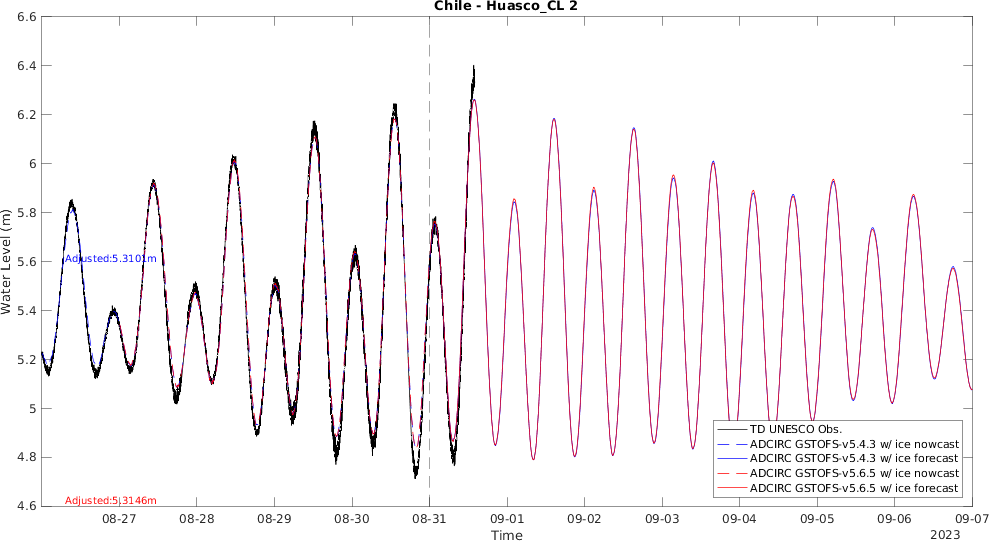 Chile - Huasco_CL 2
6.6
6.4
6.2
6
5.8
5.6
5.4
5.2
5
4.8
4.6
Water Level (m)
Adjusted:5.3101m
Adjusted:5.3146m
TD UNESCO Obs.
ADCIRC GSTOFS-v5.4.3 w/ ice nowcast
ADCIRC GSTOFS-v5.4.3 w/ ice forecast
ADCIRC GSTOFS-v5.6.5 w/ ice nowcast
ADCIRC GSTOFS-v5.6.5 w/ ice forecast
08-27 08-28 08-29 08-30 08-31 09-01 09-02 09-03 09-04 09-05 09-06 09-07
Time
2023